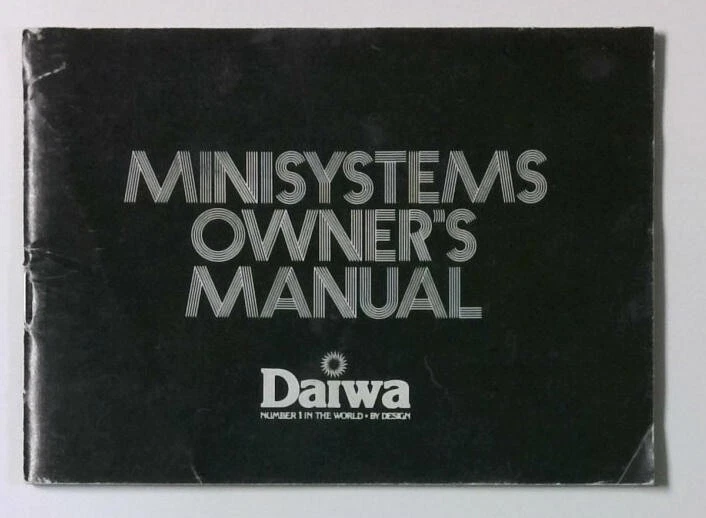 MINISYSTEMS
OWNER'S
MANUAL
Daiwa
NUMBER 1 IN THE WORLD • BY DESIGN